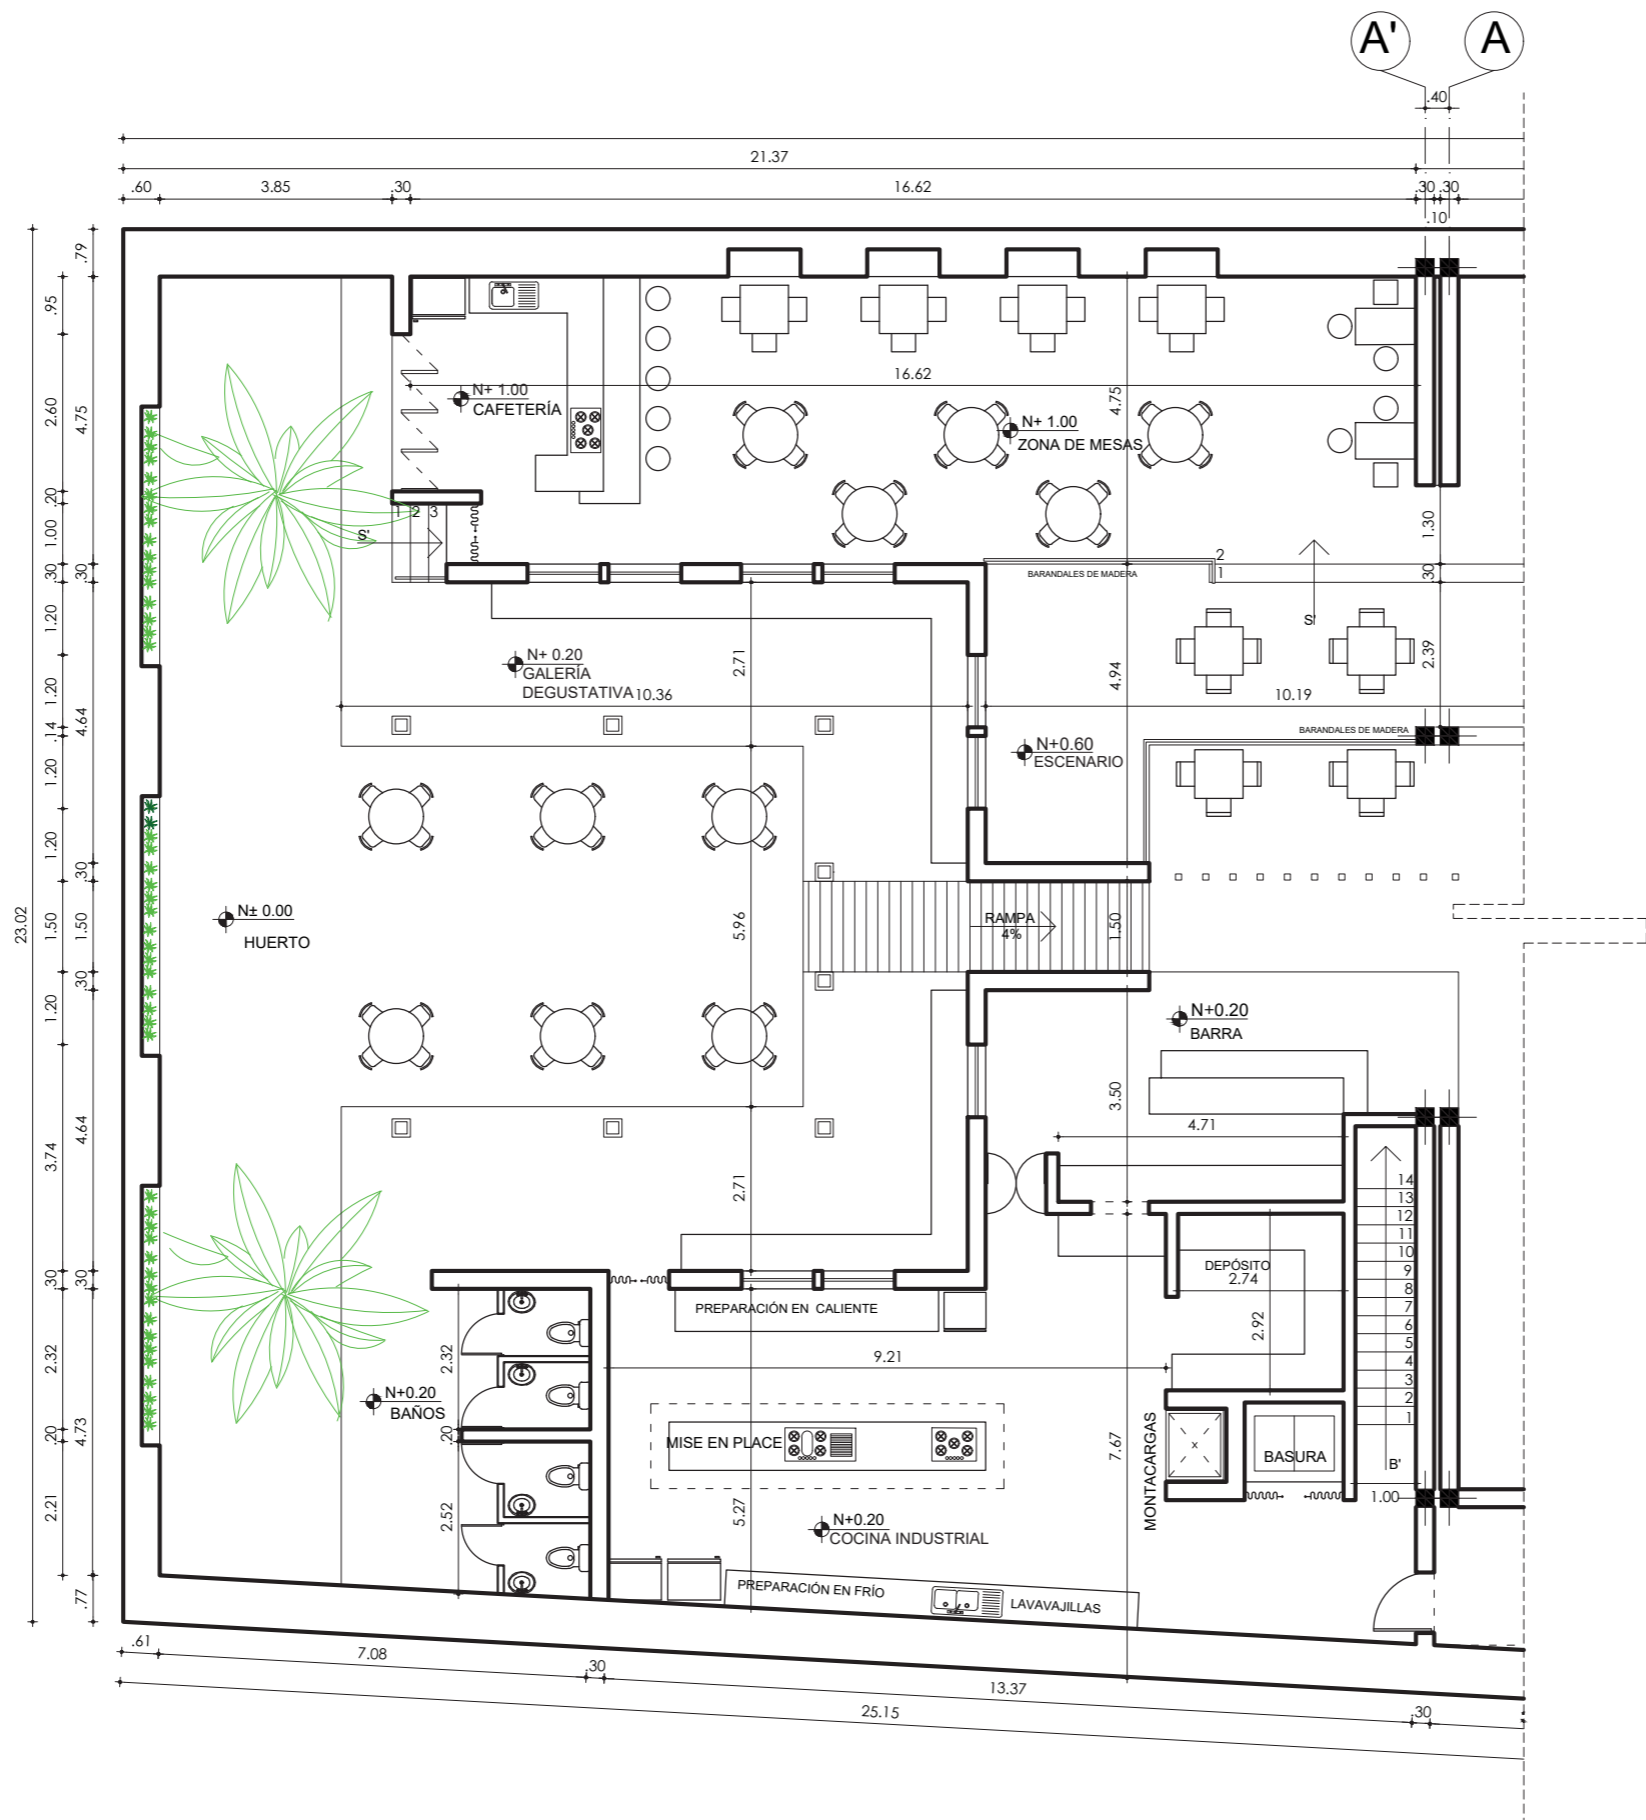 A' A
.40
21.37
.60 3.85 .30 16.62 .30 .30
.10
.79
.95
2.60
4.75
.20
1.00
.30 .30
1.20
1.20
4.64
.14
1.20
1.20
.30
23.02
1.50 1.50
.30
1.20
4.64
3.74
.30 .30
2.32
.20
4.73
2.21
.77
N+ 1.00
CAFETERÍA
16.62
4.75
N+ 1.00
ZONA DE MESAS
1 2 3
S'
1.30
2
1
BARANDALES DE MADERA
.30
S'
N+ 0.20
GALERÍA
DEGUSTATIVA
10.36
2.71
4.94
2.39
10.19
BARANDALES DE MADERA
N+0.60
ESCENARIO
N± 0.00
HUERTO
5.96
RAMPA
4%
1.50
N+0.20
BARRA
3.50
4.71
2.71
14
13
12
11
10
9
8
7
6
5
4
3
2
1
B'
1.00
DEPÓSITO
2.74
2.92
PREPARACIÓN EN CALIENTE
9.21
2.32
N+0.20
BAÑOS
.20
2.52
MISE EN PLACE
7.67
MONTACARGAS
BASURA
5.27
N+0.20
COCINA INDUSTRIAL
PREPARACIÓN EN FRÍO
LAVAVAJILLAS
.61 7.08 .30 13.37 .30
25.15